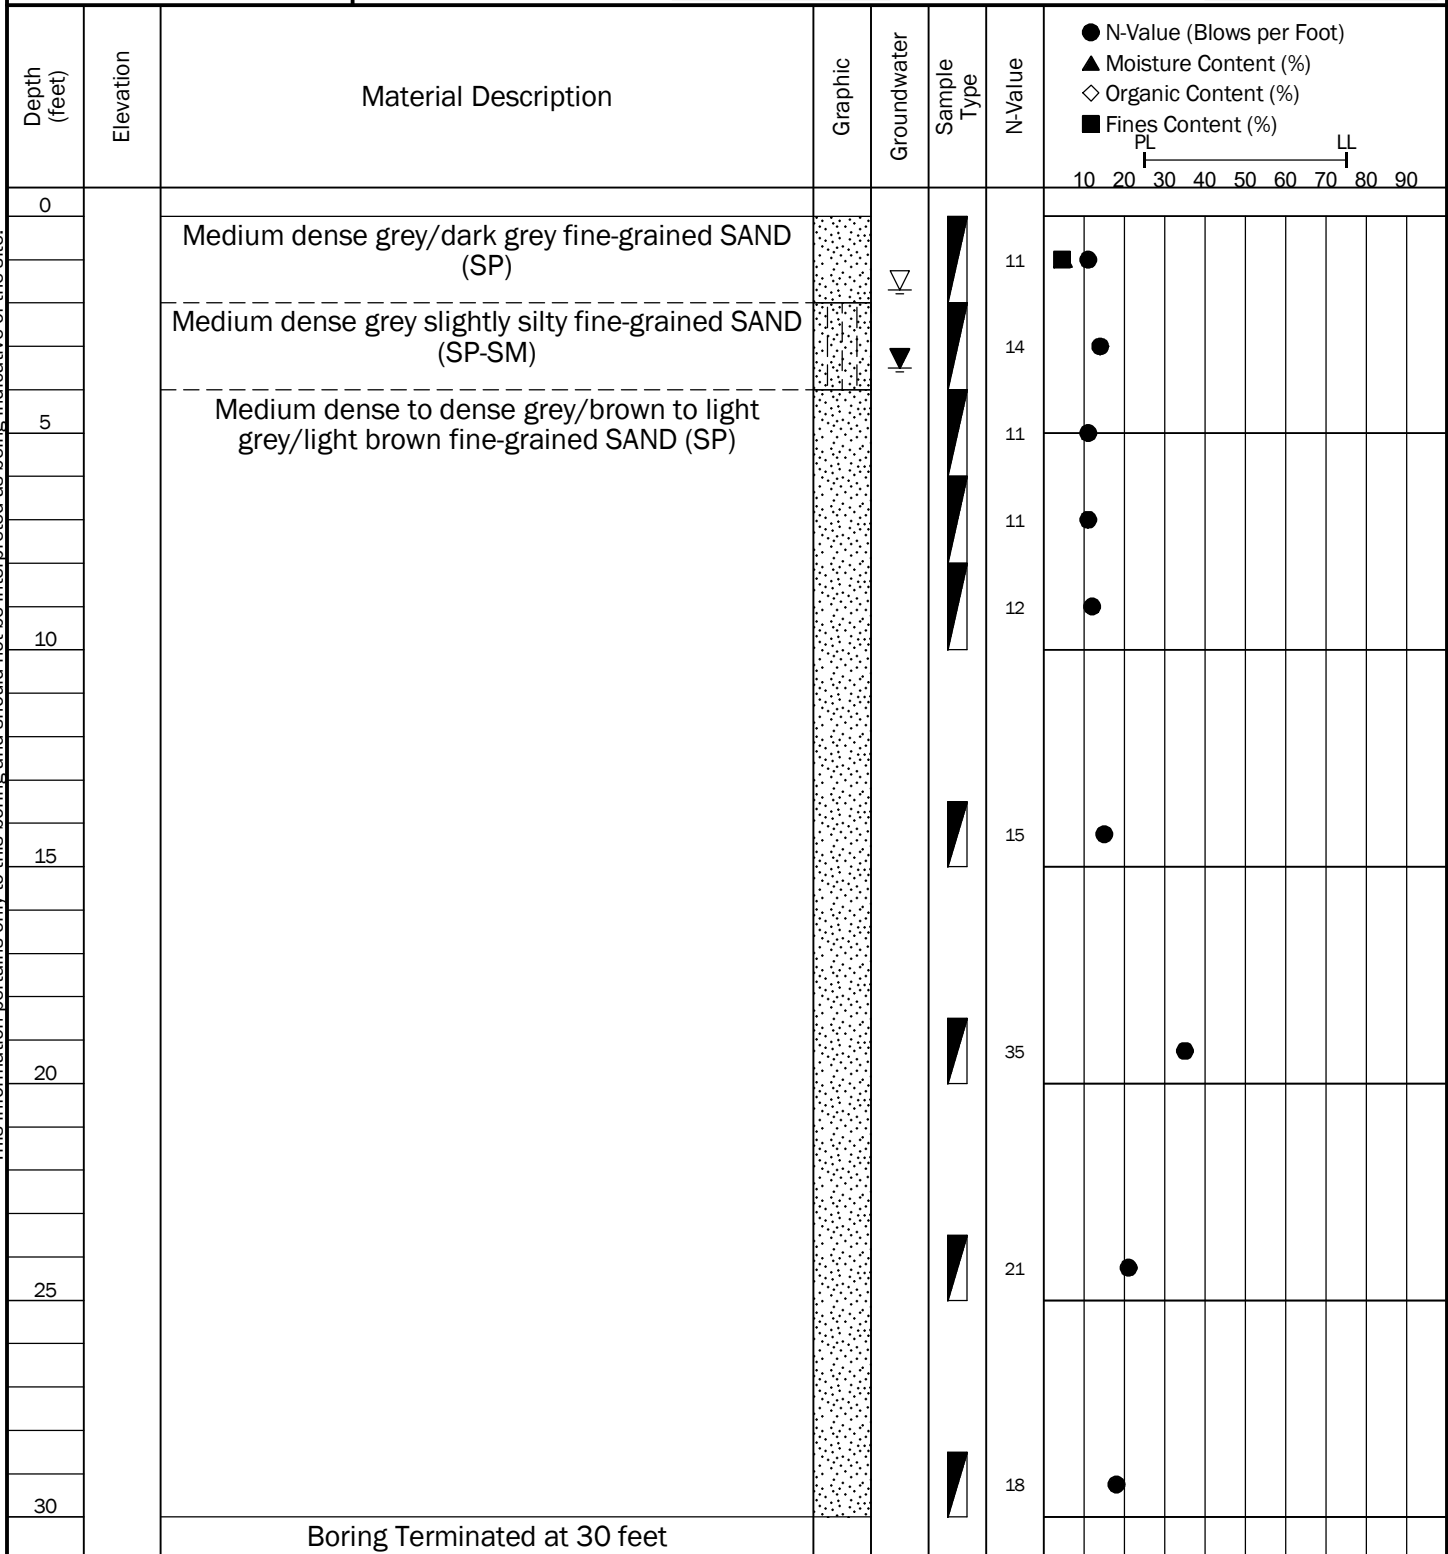 Depth
(feet)
Elevation
Material Description
Graphic
Groundwater
Sample
Type
N-Value
N-Value (Blows per Foot)
Moisture Content (%)
Organic Content (%)
Fines Content (%)
PL LL
10 20 30 40 50 60 70 80 90
0
Medium dense grey/dark grey fine-grained SAND
(SP)
11
Medium dense grey slightly silty fine-grained SAND
(SP-SM)
14
5
Medium dense to dense grey/brown to light
grey/light brown fine-grained SAND (SP)
11
11
12
10
15
15
35
20
21
25
18
30
Boring Terminated at 30 feet